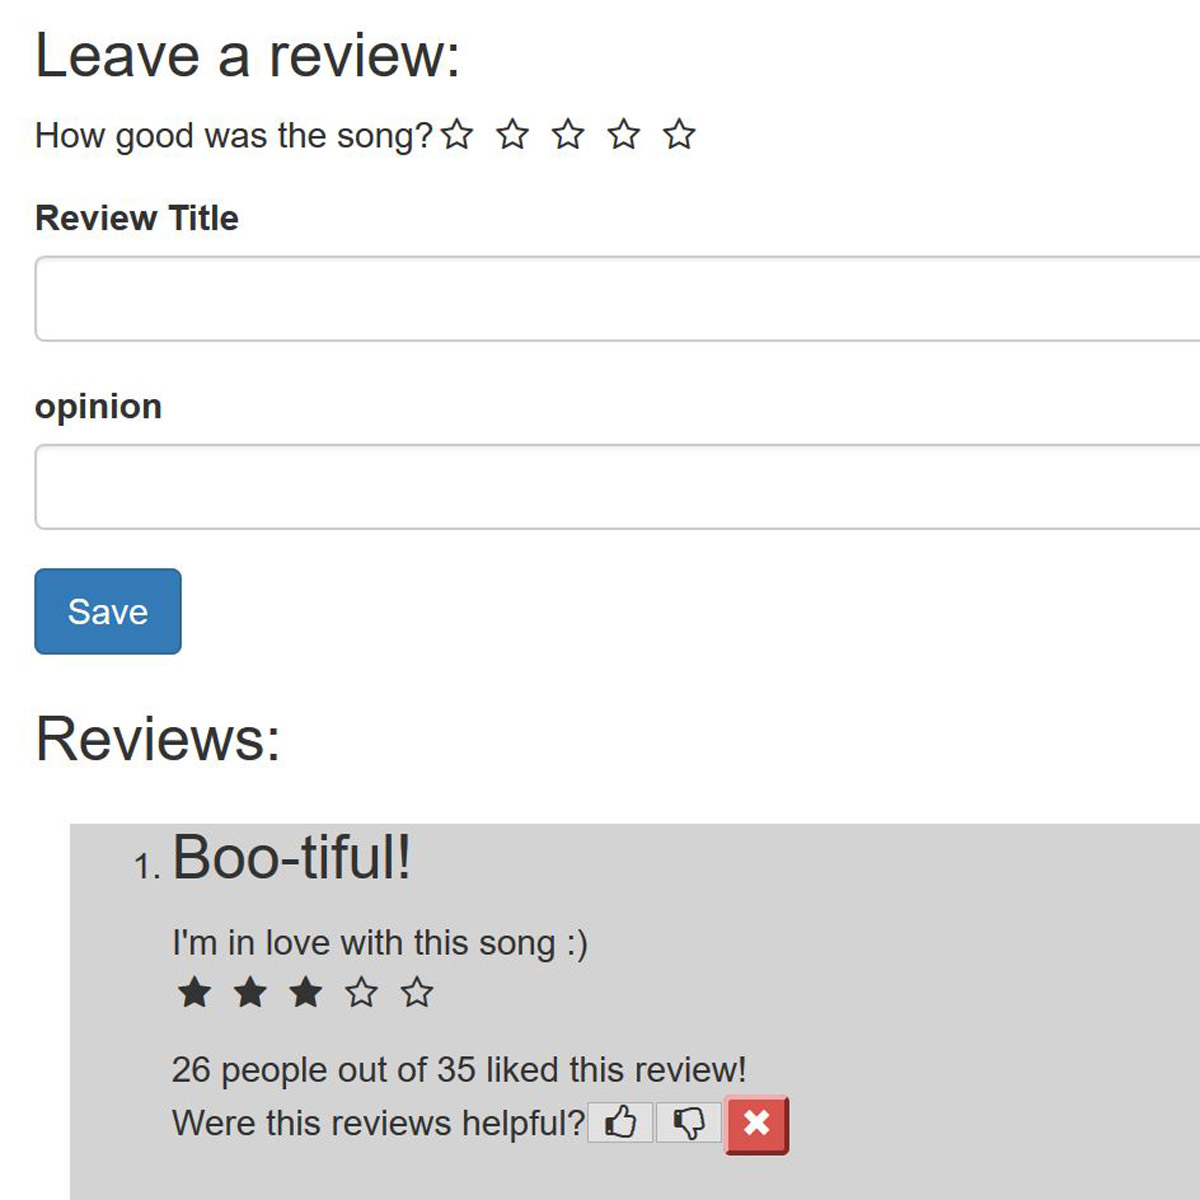 Leave a review:
How good was the song?
Review Title
opinion
Save
Reviews:
1. Boo-tiful!
I'm in love with this song :)
26 people out of 35 liked this review!
Were this reviews helpful?